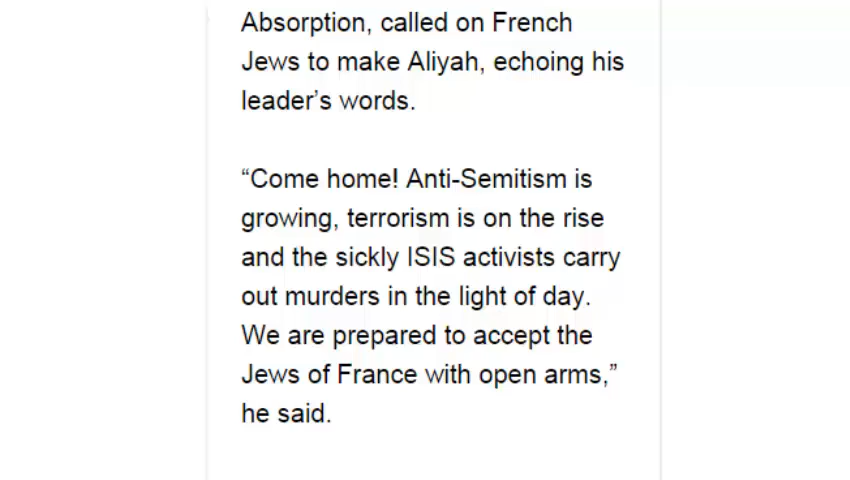 Absorption, called on French
Jews to make Aliyah, echoing his
leader’s words.
“Come home! Anti-Semitism is
growing, terrorism is on the rise
and the sickly ISIS activists carry
out murders in the light of day.
We are prepared to accept the
Jews of France with open arms,”
he said.